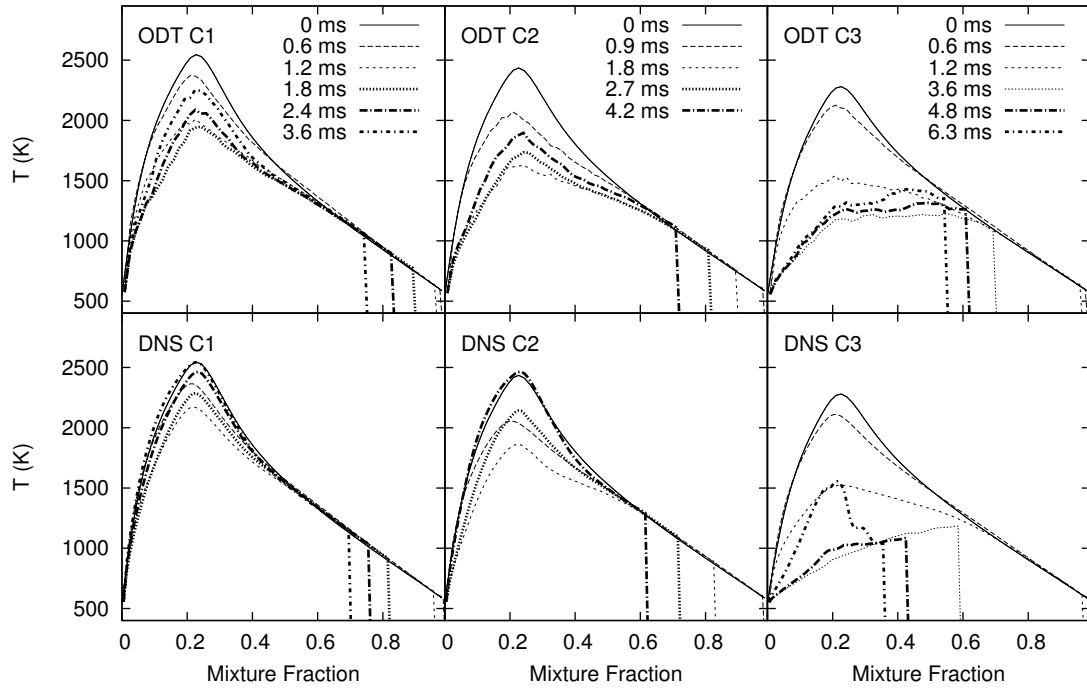 ODT C1
0 ms
0.6 ms
1.2 ms
1.8 ms
2.4 ms
3.6 ms
ODT C2
0 ms
0.9 ms
1.8 ms
2.7 ms
4.2 ms
ODT C3
0 ms
0.6 ms
1.2 ms
3.6 ms
4.8 ms
6.3 ms
T (K)
2500
2000
1500
1000
500
DNS C1
DNS C2
DNS C3
T (K)
2500
2000
1500
1000
500
0 0.2 0.4 0.6 0.8
0 0.2 0.4 0.6 0.8
0 0.2 0.4 0.6 0.8
Mixture Fraction
Mixture Fraction
Mixture Fraction